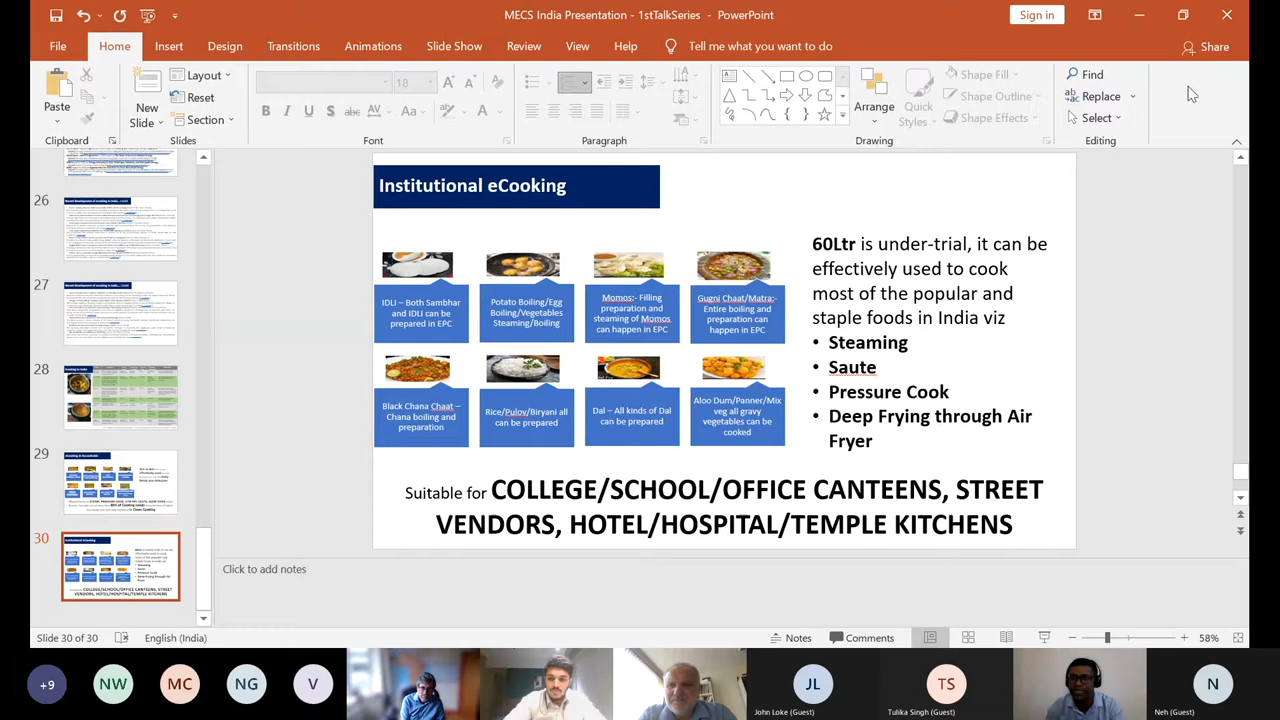 MECS India Presentation - 1stTalkSeries - PowerPoint
Sign in
File
Home
Insert
Design
Transitions
Animations
Slide Show
Review
View
Help
Tell me what you want to do
Share
Paste
Clipboard
New
Slide
Layout
Reset
Section
Slides
18
Font
Paragraph
Arrange
Quick
Styles
Shape Fill
Shape Outline
Shape Effects
Drawing
Find
Replace
Select
Editing
26
27
28
29
30
Institutional eCooking
IDLI – Both Sambhar
and IDLI can be
prepared in EPC
Potato Boiling/Egg
Boiling/Vegetables
Steaming/Boiling
Momos:- Filling
preparation and
steaming of Momos
can happen in EPC
Gugni Chaat/Matra:-
Entire boiling and
preparation can
happen in EPC
Black Chana Chaat –
Chana boiling and
preparation
Rice/Pulov/Biryani all
can be prepared
Dal – All kinds of Dal
can be prepared
Aloo Dum/Panner/Mix
veg all gravy
vegetables can be
cooked
60Ltr is under-trial, it can be
effectively used to cook
most of the popular and
staple foods in India viz
• Steaming
• Saute
• Pressure Cook
• Deep Frying through Air
Fryer
Suitable for COLLEGE/SCHOOL/OFFICE CANTEENS, STREET
VENDORS, HOTEL/HOSPITAL/TEMPLE KITCHENS
Click to add notes
Slide 30 of 30
English (India)
Notes
Comments
58%
+9
NW
MC
NG
V
JL
John Loke (Guest)
TS
Tulika Singh (Guest)
N
Neh (Guest)